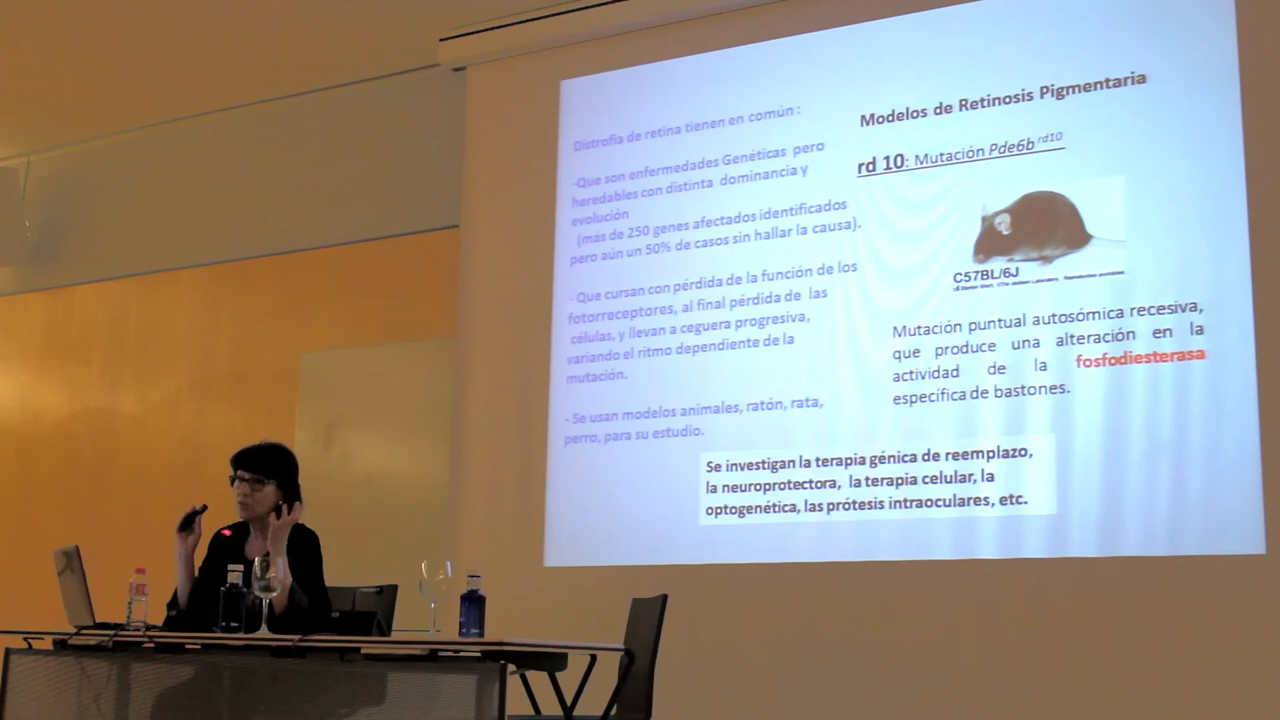 Distrofia de retina tienen en común :
-Que son enfermedades Genéticas pero
heredables con distinta dominancia y
evolución
(más de 250 genes afectados identificados
pero aún un 50% de casos sin hallar la causa).
- Que cursan con pérdida de la función de los
fotorreceptores, al final pérdida de las
células, y llevan a ceguera progresiva,
variando el ritmo dependiente de la
mutación.
- Se usan modelos animales, ratón, rata,
perro, para su estudio.
Modelos de Retinosis Pigmentaria
rd 10: Mutación Pde6b rd10
C57BL/6J
Mutación puntual autosómica recesiva,
que produce una alteración en la
actividad de la fosfodiesterasa
específica de bastones.
Se investigan la terapia génica de reemplazo,
la neuroprotectora, la terapia celular, la
optogenética, las prótesis intraoculares, etc.